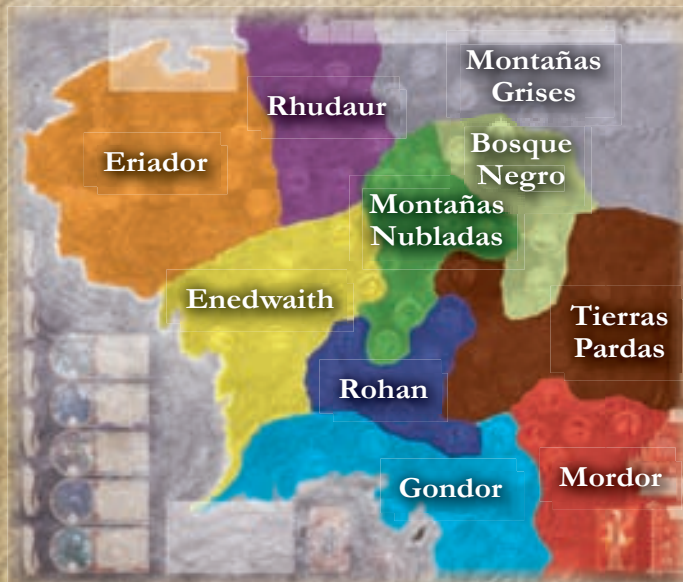 Montañas
Grises
Rhudaur
Bosque
Negro
Eriador
Montañas
Nubladas
Enedwaith
Tierras
Pardas
Rohan
Mordor
Gondor